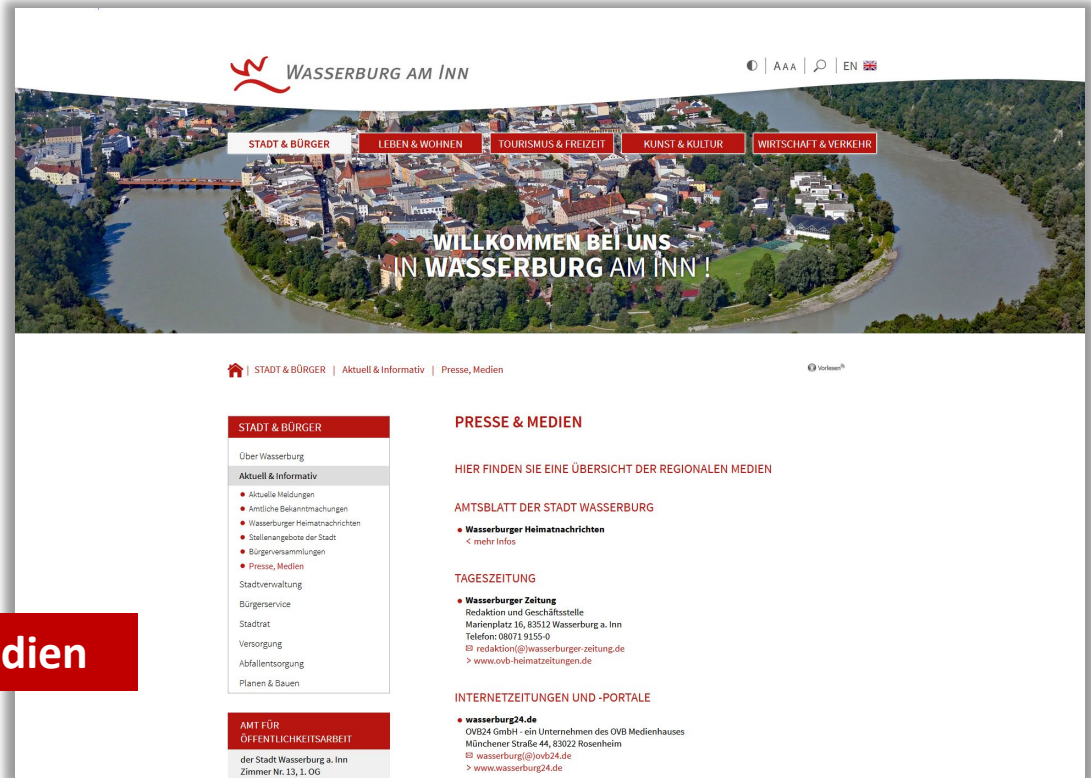 WASSERBURG AM INN
AAA
EN
STADT & BÜRGER
LEBEN & WOHNEN
TOURISMUS & FREIZEIT
KUNST & KULTUR
WIRTSCHAFT & VERKEHR
WILLKOMMEN BEI UNS
IN WASSERBURG AM INN !
| STADT & BÜRGER | Aktuell & Informativ | Presse, Medien
Vorlesen
STADT & BÜRGER
Über Wasserburg
Aktuell & Informativ
Aktuelle Meldungen
Amtliche Bekanntmachungen
Wasserburger Heimatnachrichten
Stellenangebote der Stadt
Bürgerversammlungen
Presse, Medien
Stadtverwaltung
Bürgerservice
Stadtrat
Versorgung
Abfallentsorgung
Planen & Bauen
AMT FÜR
ÖFFENTLICHKEITSARBEIT
der Stadt Wasserburg a. Inn
Zimmer Nr. 13, 1. OG
dien
PRESSE & MEDIEN
HIER FINDEN SIE EINE ÜBERSICHT DER REGIONALEN MEDIEN
AMTSBLATT DER STADT WASSERBURG
Wasserburger Heimatnachrichten
< mehr Infos
TAGESZEITUNG
Wasserburger Zeitung
Redaktion und Geschäftsstelle
Marienplatz 16, 83512 Wasserburg a. Inn
Telefon: 08071 9155-0
redaktion(@)wasserburger-zeitung.de
> www.ovb-heimatzeitungen.de
INTERNETZEITUNGEN UND -PORTALE
wasserburg24.de
OVB24 GmbH - ein Unternehmen des OVB Medienhauses
Münchener Straße 44, 83022 Rosenheim
wasserburg(@)ovb24.de
> www.wasserburg24.de